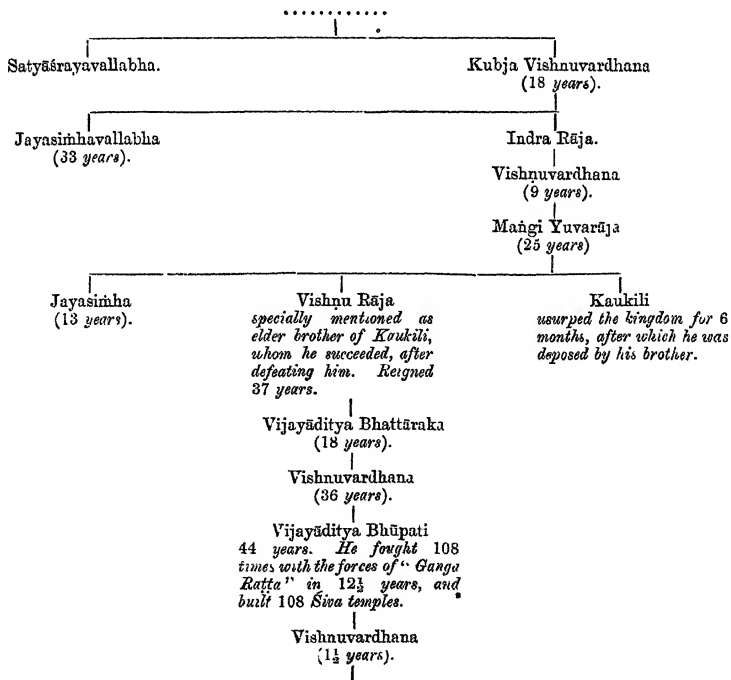 ............
Satyāśrayavallabha. Kubja Vishnuvardhana
(18 years).
Jayasiṁhavallabha Indra Rāja.
(33 years).
Vishṇuvardhana
(9 years).
Maṅgi Yuvarāja
(25 years)
Jayasiṁha Vishṇu Rāja Kaukili
(13 years). specially mentioned as usurped the kingdom for 6
elder brother of Kaukili, months, after which he was
whom he succeeded, after deposed by his brother.
defeating him. Reigned
37 years.
Vijayāditya Bhattāraka
(18 years).
Vishnuvardhana
(36 years).
Vijayāditya Bhūpati
44 years. He fought 108
times with the forces of "Ganga
Raṭṭa" in 12½ years, and
built 108 Śiva temples.
Vishnuvardhana
(1½ years).